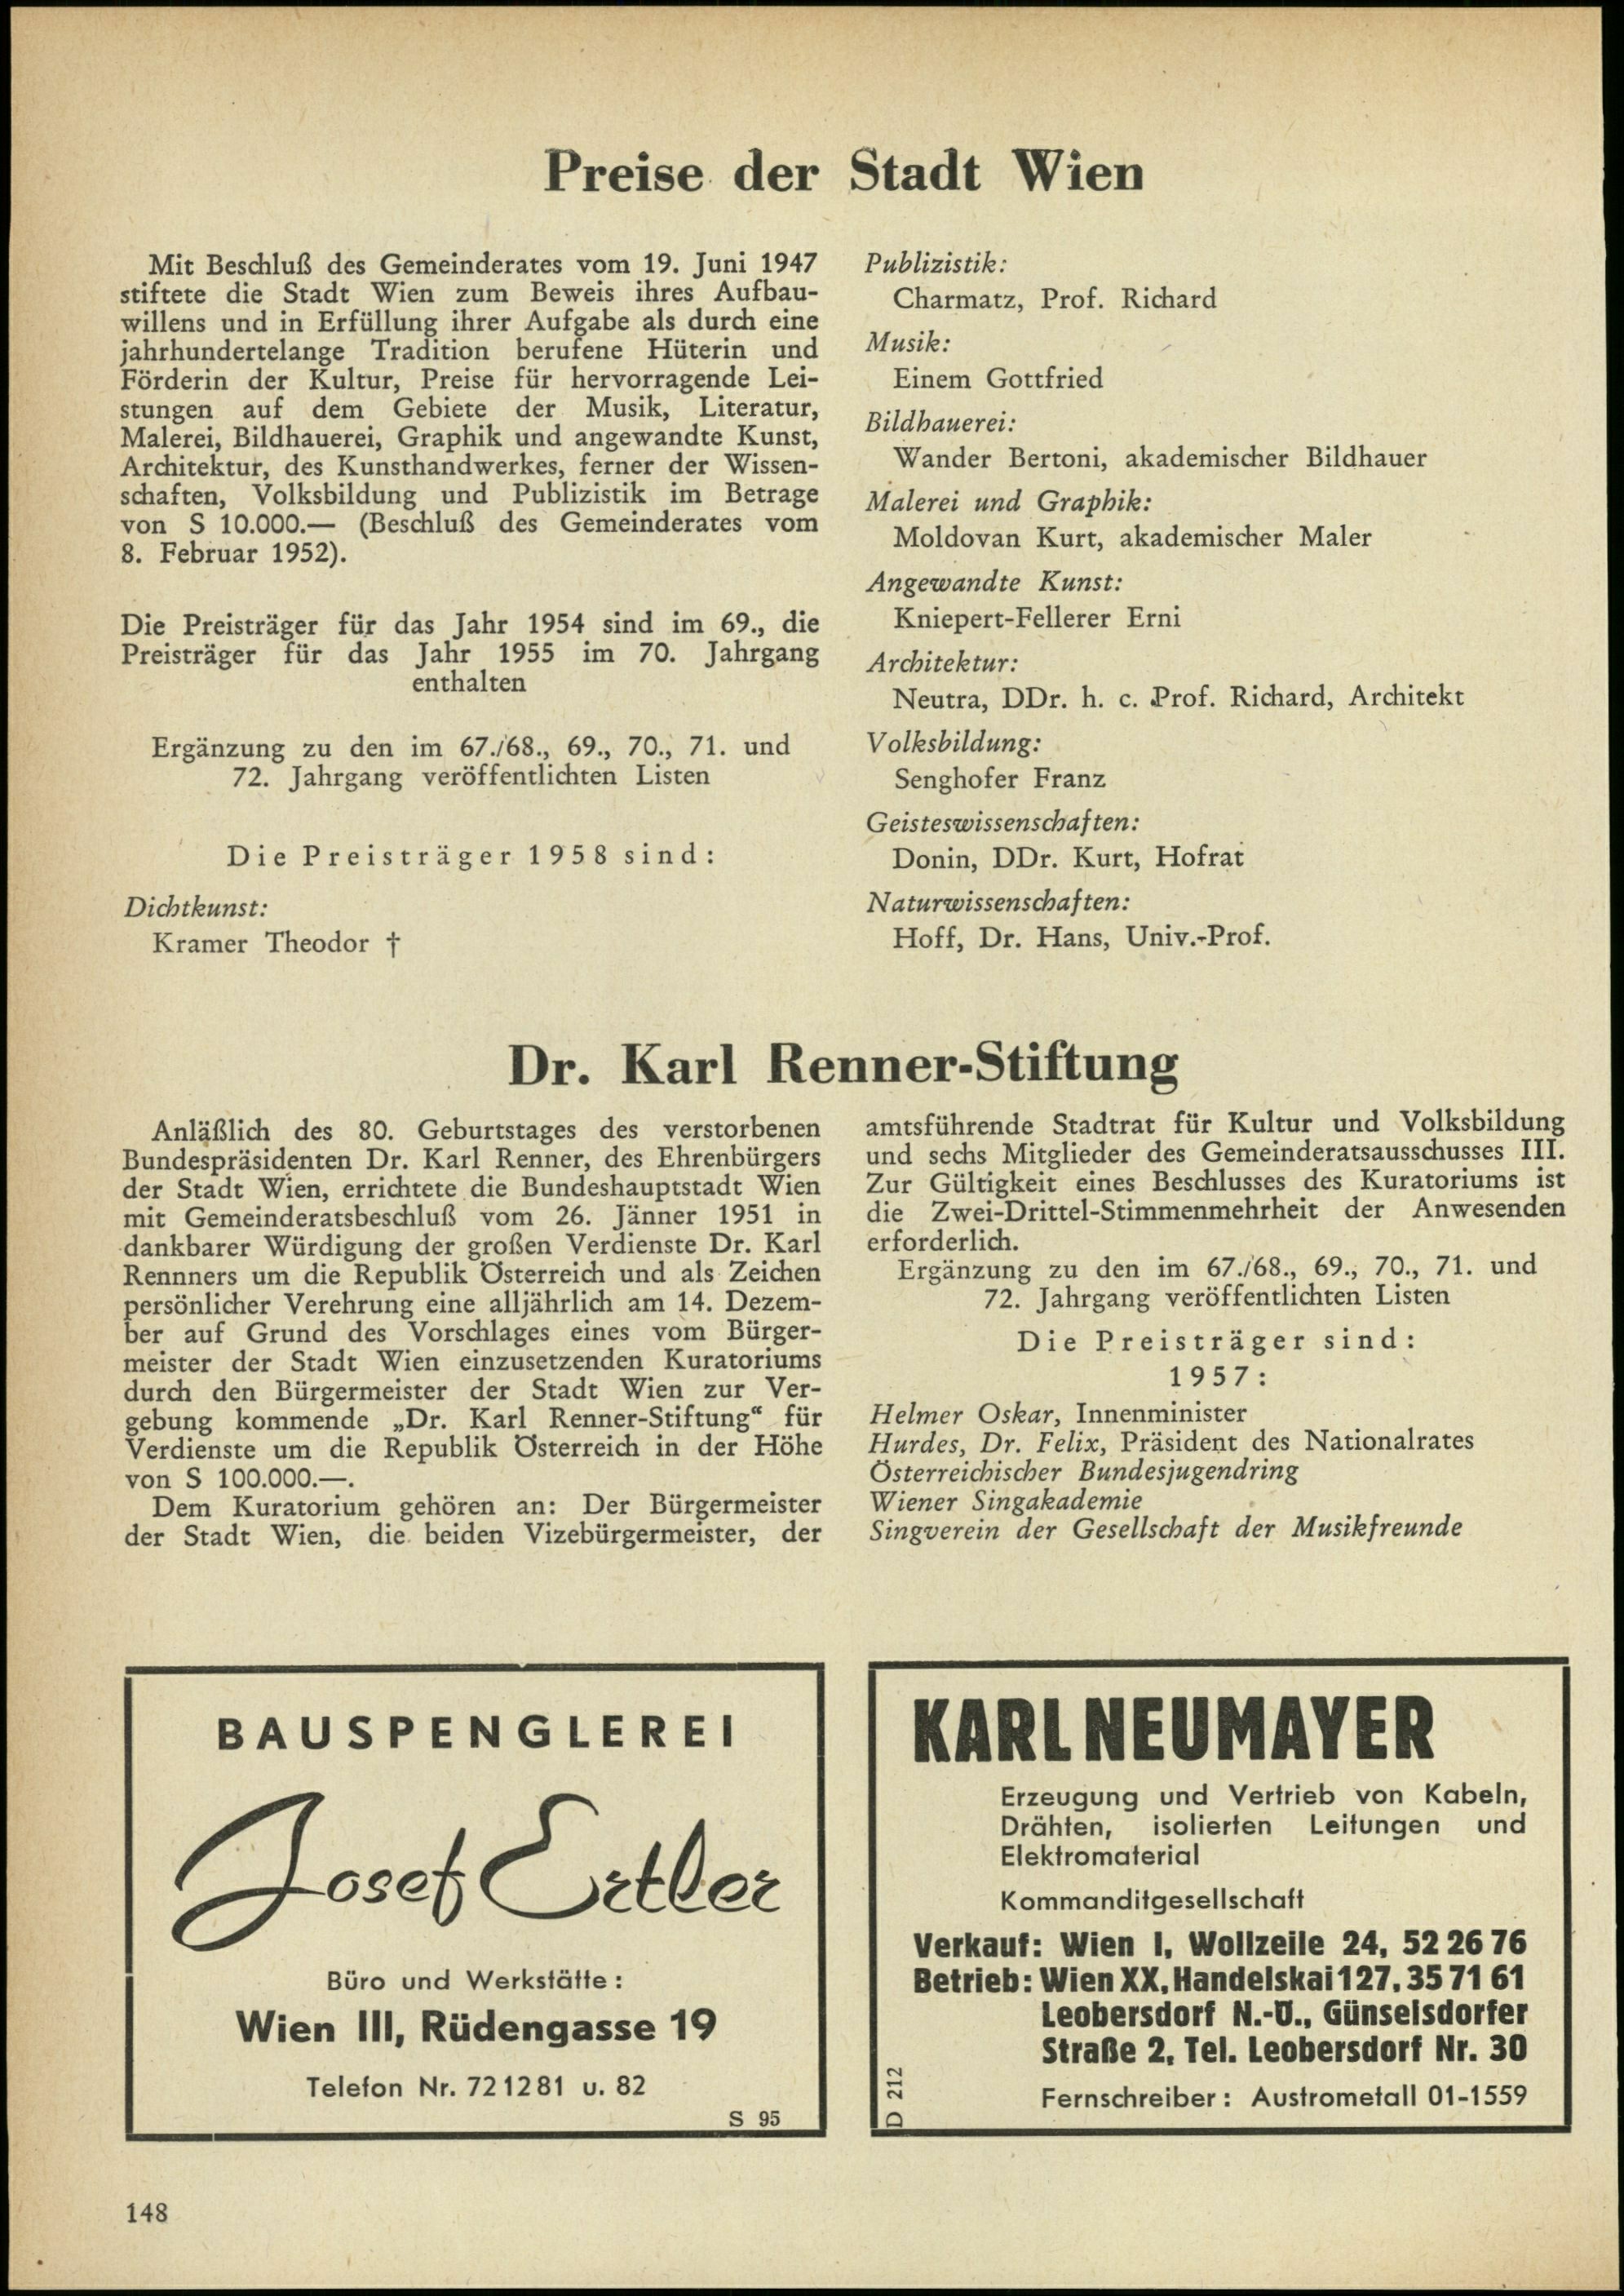 Preise der Stadt Wien
Mit Beschluß des Gemeinderates vom 19. Juni 1947
stiftete die Stadt Wien zum Beweis ihres Aufbau-
willens und in Erfüllung ihrer Aufgabe als durch eine
jahrhundertelange Tradition berufene Hüterin und
Förderin der Kultur, Preise für hervorragende Lei-
stungen auf dem Gebiete der Musik, Literatur,
Malerei, Bildhauerei, Graphik und angewandte Kunst,
Architektur, des Kunsthandwerkes, ferner der Wissen-
schaften, Volksbildung und Publizistik im Betrage
von S 10.000.— (Beschluß des Gemeinderates vom
8. Februar 1952).
Die Preisträger für das Jahr 1954 sind im 69., die
Preisträger für das Jahr 1955 im 70. Jahrgang
enthalten
Ergänzung zu den im 67./68., 69., 70., 71. und
72. Jahrgang veröffentlichten Listen
Die Preisträger 1958 sind:
Dichtkunst:
Kramer Theodor †
Publizistik:
Charmatz, Prof. Richard
Musik:
Einem Gottfried
Bildhauerei:
Wander Bertoni, akademischer Bildhauer
Malerei und Graphik:
Moldovan Kurt, akademischer Maler
Angewandte Kunst:
Kniepert-Fellerer Erni
Architektur:
Neutra, DDr. h. c. Prof. Richard, Architekt
Volksbildung:
Senghofer Franz
Geisteswissenschaften:
Donin, DDr. Kurt, Hofrat
Naturwissenschaften:
Hoff, Dr. Hans, Univ.-Prof.
Dr. Karl Renner-Stiftung
Anläßlich des 80. Geburtstages des verstorbenen
Bundespräsidenten Dr. Karl Renner, des Ehrenbürgers
der Stadt Wien, errichtete die Bundeshauptstadt Wien
mit Gemeinderatsbeschluß vom 26. Jänner 1951 in
dankbarer Würdigung der großen Verdienste Dr. Karl
Rennners um die Republik Österreich und als Zeichen
persönlicher Verehrung eine alljährlich am 14. Dezem-
ber auf Grund des Vorschlages eines vom Bürger-
meister der Stadt Wien einzusetzenden Kuratoriums
durch den Bürgermeister der Stadt Wien zur Ver-
gebung kommende „Dr. Karl Renner-Stiftung“ für
Verdienste um die Republik Österreich in der Höhe
von S 100.000.—.
Dem Kuratorium gehören an: Der Bürgermeister
der Stadt Wien, die beiden Vizebürgermeister, der
amtsführende Stadtrat für Kultur und Volksbildung
und sechs Mitglieder des Gemeinderatsausschusses III.
Zur Gültigkeit eines Beschlusses des Kuratoriums ist
die Zwei-Drittel-Stimmenmehrheit der Anwesenden
erforderlich.
Ergänzung zu den im 67./68., 69., 70., 71. und
72. Jahrgang veröffentlichten Listen
Die Preisträger sind:
1957:
Helmer Oskar, Innenminister
Hurdes, Dr. Felix, Präsident des Nationalrates
Österreichischer Bundesjugendring
Wiener Singakademie
Singverein der Gesellschaft der Musikfreunde
BAUSPENGLEREI
Josef Ertler
Büro und Werkstätte:
Wien III, Rüdengasse 19
Telefon Nr. 72 12 81 u. 82
S 95
KARL NEUMAYER
Erzeugung und Vertrieb von Kabeln,
Drähten, isolierten Leitungen und
Elektromaterial
Kommanditgesellschaft
Verkauf: Wien I, Wollzeile 24, 52 26 76
Betrieb: Wien XX, Handelskai 127, 35 71 61
Leobersdorf N.-Ö., Günselsdorfer
Straße 2, Tel. Leobersdorf Nr. 30
Fernschreiber: Austrometall 01-1559
D 212
148